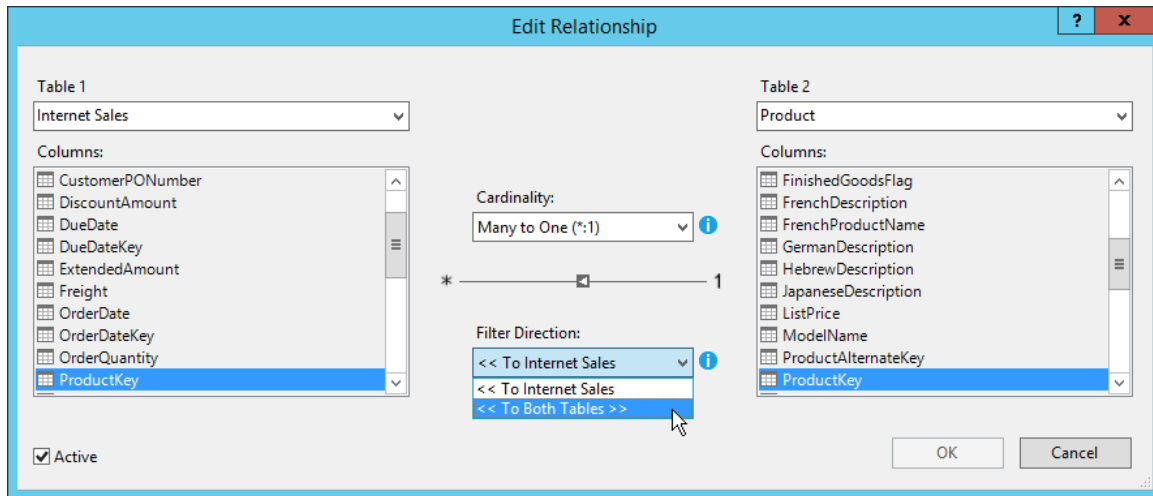 Edit Relationship
?
x
Table 1
Internet Sales
Columns:
CustomerPONumber
DiscountAmount
DueDate
DueDateKey
ExtendedAmount
Freight
OrderDate
OrderDateKey
OrderQuantity
ProductKey
Active
Cardinality:
Many to One (*:1)
* 1
Filter Direction:
<< To Internet Sales
<< To Internet Sales
<< To Both Tables >>
Table 2
Product
Columns:
FinishedGoodsFlag
FrenchDescription
FrenchProductName
GermanDescription
HebrewDescription
JapaneseDescription
ListPrice
ModelName
ProductAlternateKey
ProductKey
OK
Cancel